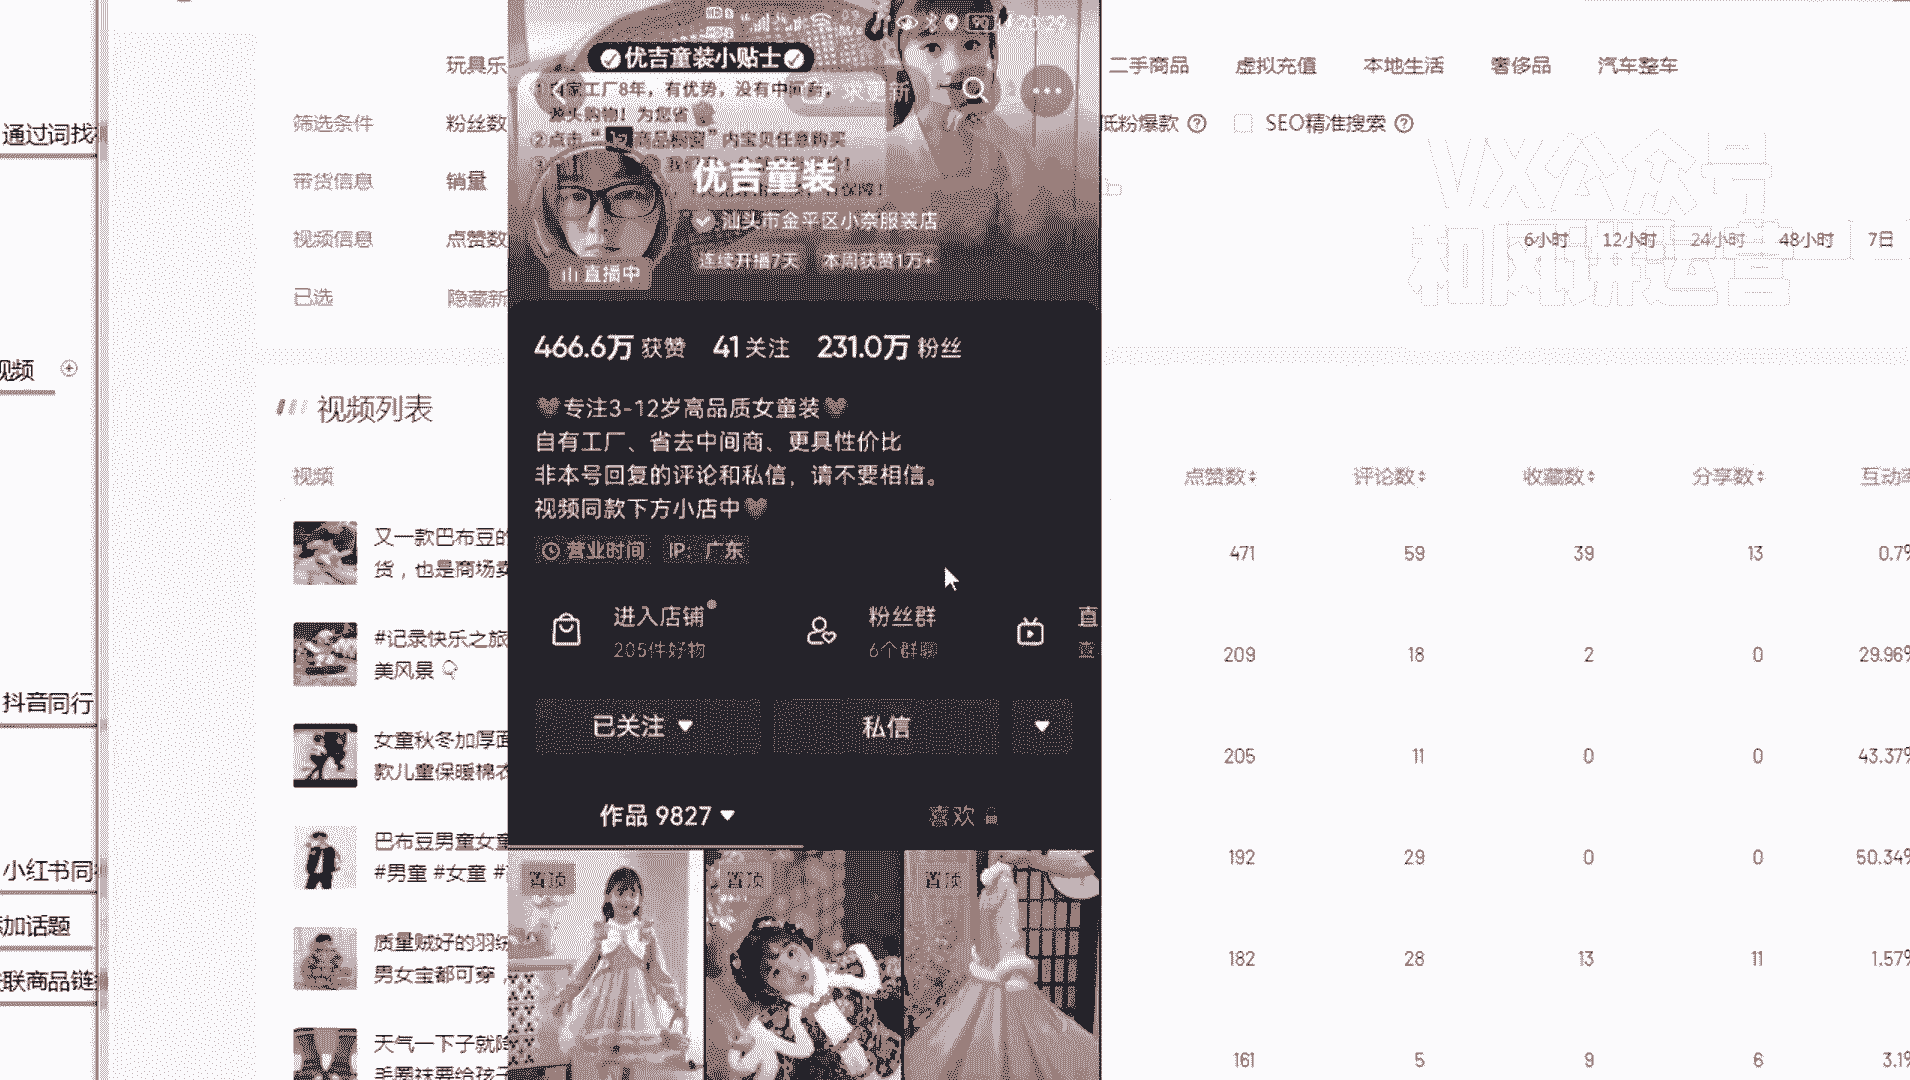 通过词找
视频
抖音同行
小红书同
加话题
联商品链
玩具乐
二手商品 虚拟充值 本地生活 奢侈品 汽车整车
筛选条件 粉丝数
低粉爆款 ? SEO精准搜索 ?
带货信息 销量
视频信息 点赞数
6小时 12小时 24小时 48小时 7日
已选 隐藏新
VX公众号
和风讲运营
20:29
优吉童装小贴士
家工厂8年，有优势，没有中间商，
源头购物！为您省
求更新
②点击“商品橱窗”内宝贝任意购买
保障！
优吉童装
汕头市金平区小奈服装店
连续开播7天 本周获赞1万+
直播中
466.6万 获赞 41 关注 231.0万 粉丝
专注3-12岁高品质女童装
自有工厂、省去中间商、更具性价比
非本号回复的评论和私信，请不要相信。
视频同款下方小店中
营业时间 IP：广东
进入店铺 粉丝群 直
205件好物 6个群聊
已关注 私信
作品 9827 喜欢
置顶 置顶 置顶
视频列表
视频 点赞数 评论数 收藏数 分享数 互动率
又一款巴布豆的
货，也是商场卖
471 59 39 13 0.7%
#记录快乐之旅
美风景
209 18 2 0 29.96%
女童秋冬加厚面
款儿童保暖棉衣
205 11 0 0 43.37%
巴布豆男童女童
#男童 #女童 #
192 29 0 0 50.34%
质量贼好的羽绒
男女宝都可穿，
182 28 13 11 1.57%
天气一下子就降
毛圈袜要给孩子
161 5 9 6 3.1%